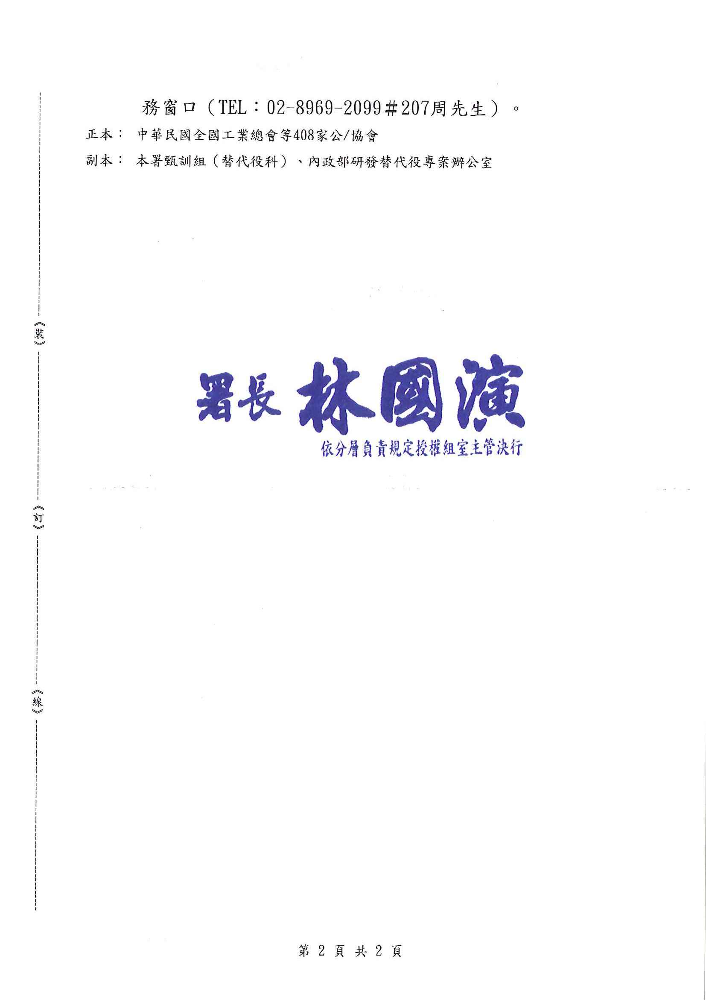 務窗口（TEL：02-8969-2099＃207周先生）。
正本： 中華民國全國工業總會等408家公/協會
副本： 本署甄訓組（替代役科）、內政部研發替代役專案辦公室
《裝》
署長 林國演
依分層負責規定授權組室主管決行
《訂》
《線》
第 2 頁 共 2 頁